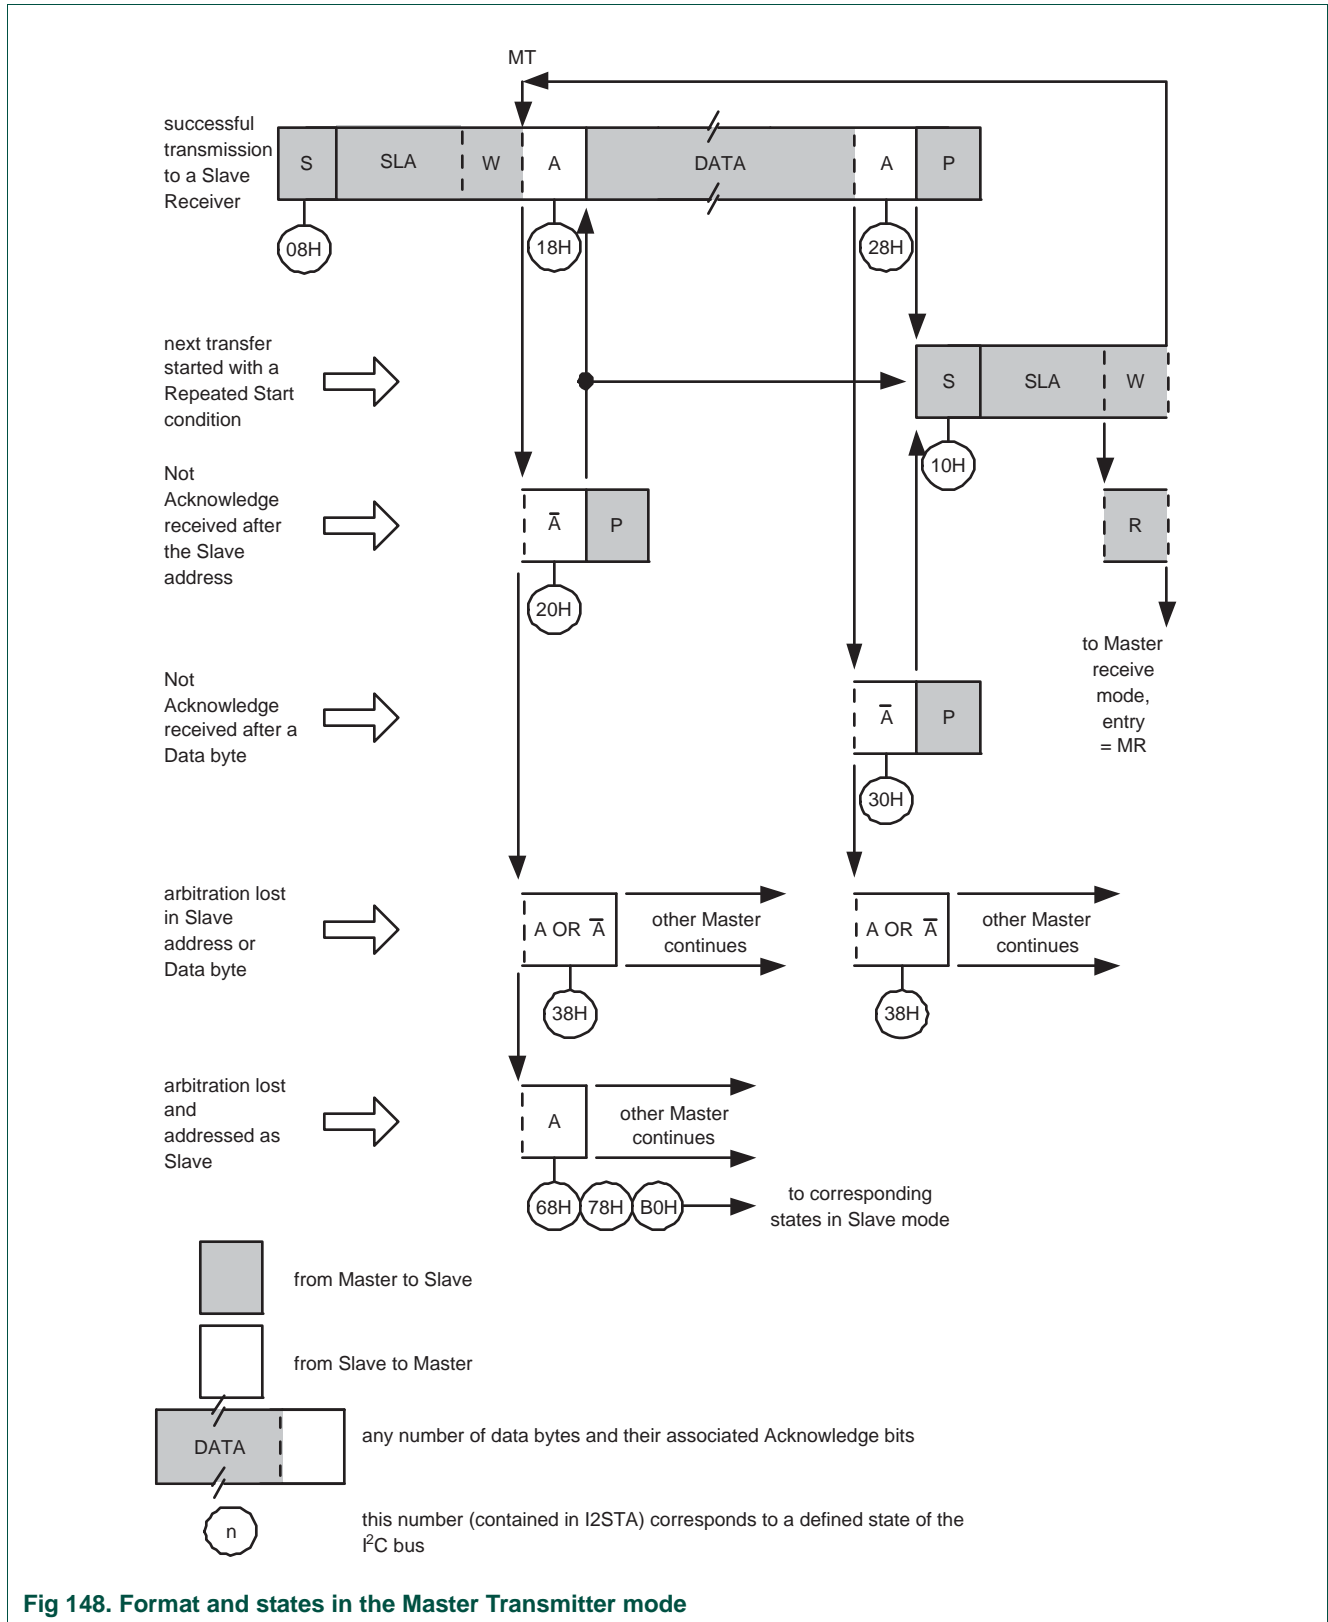 MT
successful
transmission
to a Slave
Receiver
S
SLA
W
A
DATA
A
P
08H
18H
28H
next transfer
started with a
Repeated Start
condition
S
SLA
W
10H
Not
Acknowledge
received after
the Slave
address
A̅
P
R
20H
to Master
receive
mode,
entry
= MR
Not
Acknowledge
received after a
Data byte
A̅
P
30H
arbitration lost
in Slave
address or
Data byte
A OR A̅
other Master
continues
A OR A̅
other Master
continues
38H
38H
arbitration lost
and
addressed as
Slave
A
other Master
continues
68H
78H
B0H
to corresponding
states in Slave mode
from Master to Slave
from Slave to Master
DATA
any number of data bytes and their associated Acknowledge bits
n
this number (contained in I2STA) corresponds to a defined state of the
I²C bus
Fig 148. Format and states in the Master Transmitter mode